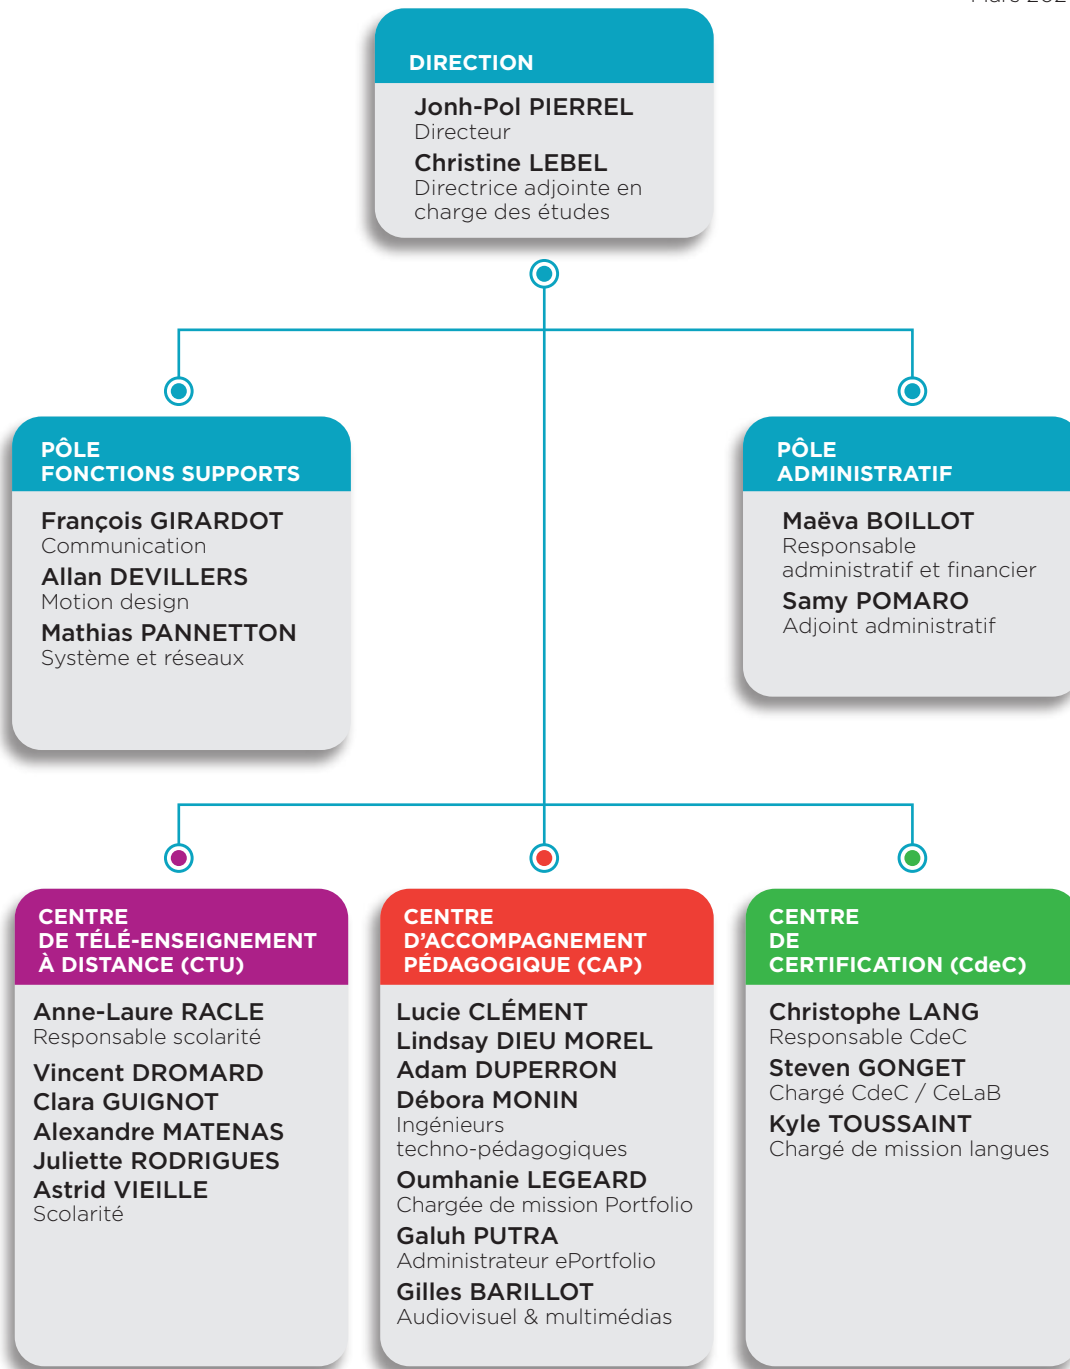 DIRECTION
Jonh-Pol PIERREL
Directeur
Christine LEBEL
Directrice adjointe en
charge des études
PÔLE
FONCTIONS SUPPORTS
François GIRARDOT
Communication
Allan DEVILLERS
Motion design
Mathias PANNETTON
Système et réseaux
PÔLE
ADMINISTRATIF
Maëva BOILLOT
Responsable
administratif et financier
Samy POMARO
Adjoint administratif
CENTRE
DE TÉLÉ-ENSEIGNEMENT
À DISTANCE (CTU)
Anne-Laure RACLE
Responsable scolarité
Vincent DROMARD
Clara GUIGNOT
Alexandre MATENAS
Juliette RODRIGUES
Astrid VIEILLE
Scolarité
CENTRE
D'ACCOMPAGNEMENT
PÉDAGOGIQUE (CAP)
Lucie CLÉMENT
Lindsay DIEU MOREL
Adam DUPERRON
Débora MONIN
Ingénieurs
techno-pédagogiques
Oumhanie LEGEARD
Chargée de mission Portfolio
Galuh PUTRA
Administrateur ePortfolio
Gilles BARILLOT
Audiovisuel & multimédias
CENTRE
DE
CERTIFICATION (CdeC)
Christophe LANG
Responsable CdeC
Steven GONGET
Chargé CdeC / CeLaB
Kyle TOUSSAINT
Chargé de mission langues